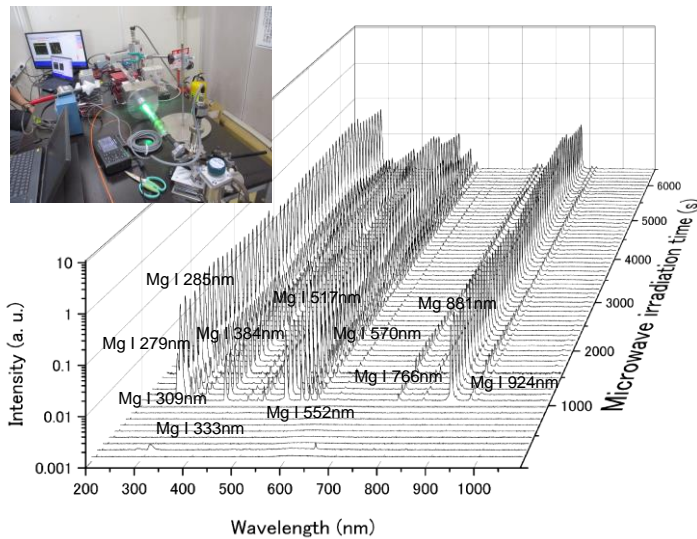 10
1
0.1
0.01
0.001
Intensity (a. u.)
200 300 400 500 600 700 800 900 1000
Wavelength (nm)
1000
2000
3000
4000
5000
6000
Microwave irradiation time (s)
Mg I 285nm
Mg I 517nm
Mg 881nm
Mg I 384nm
Mg I 570nm
Mg I 279nm
Mg I 766nm
Mg I 924nm
Mg I 309nm
Mg I 552nm
Mg I 333nm